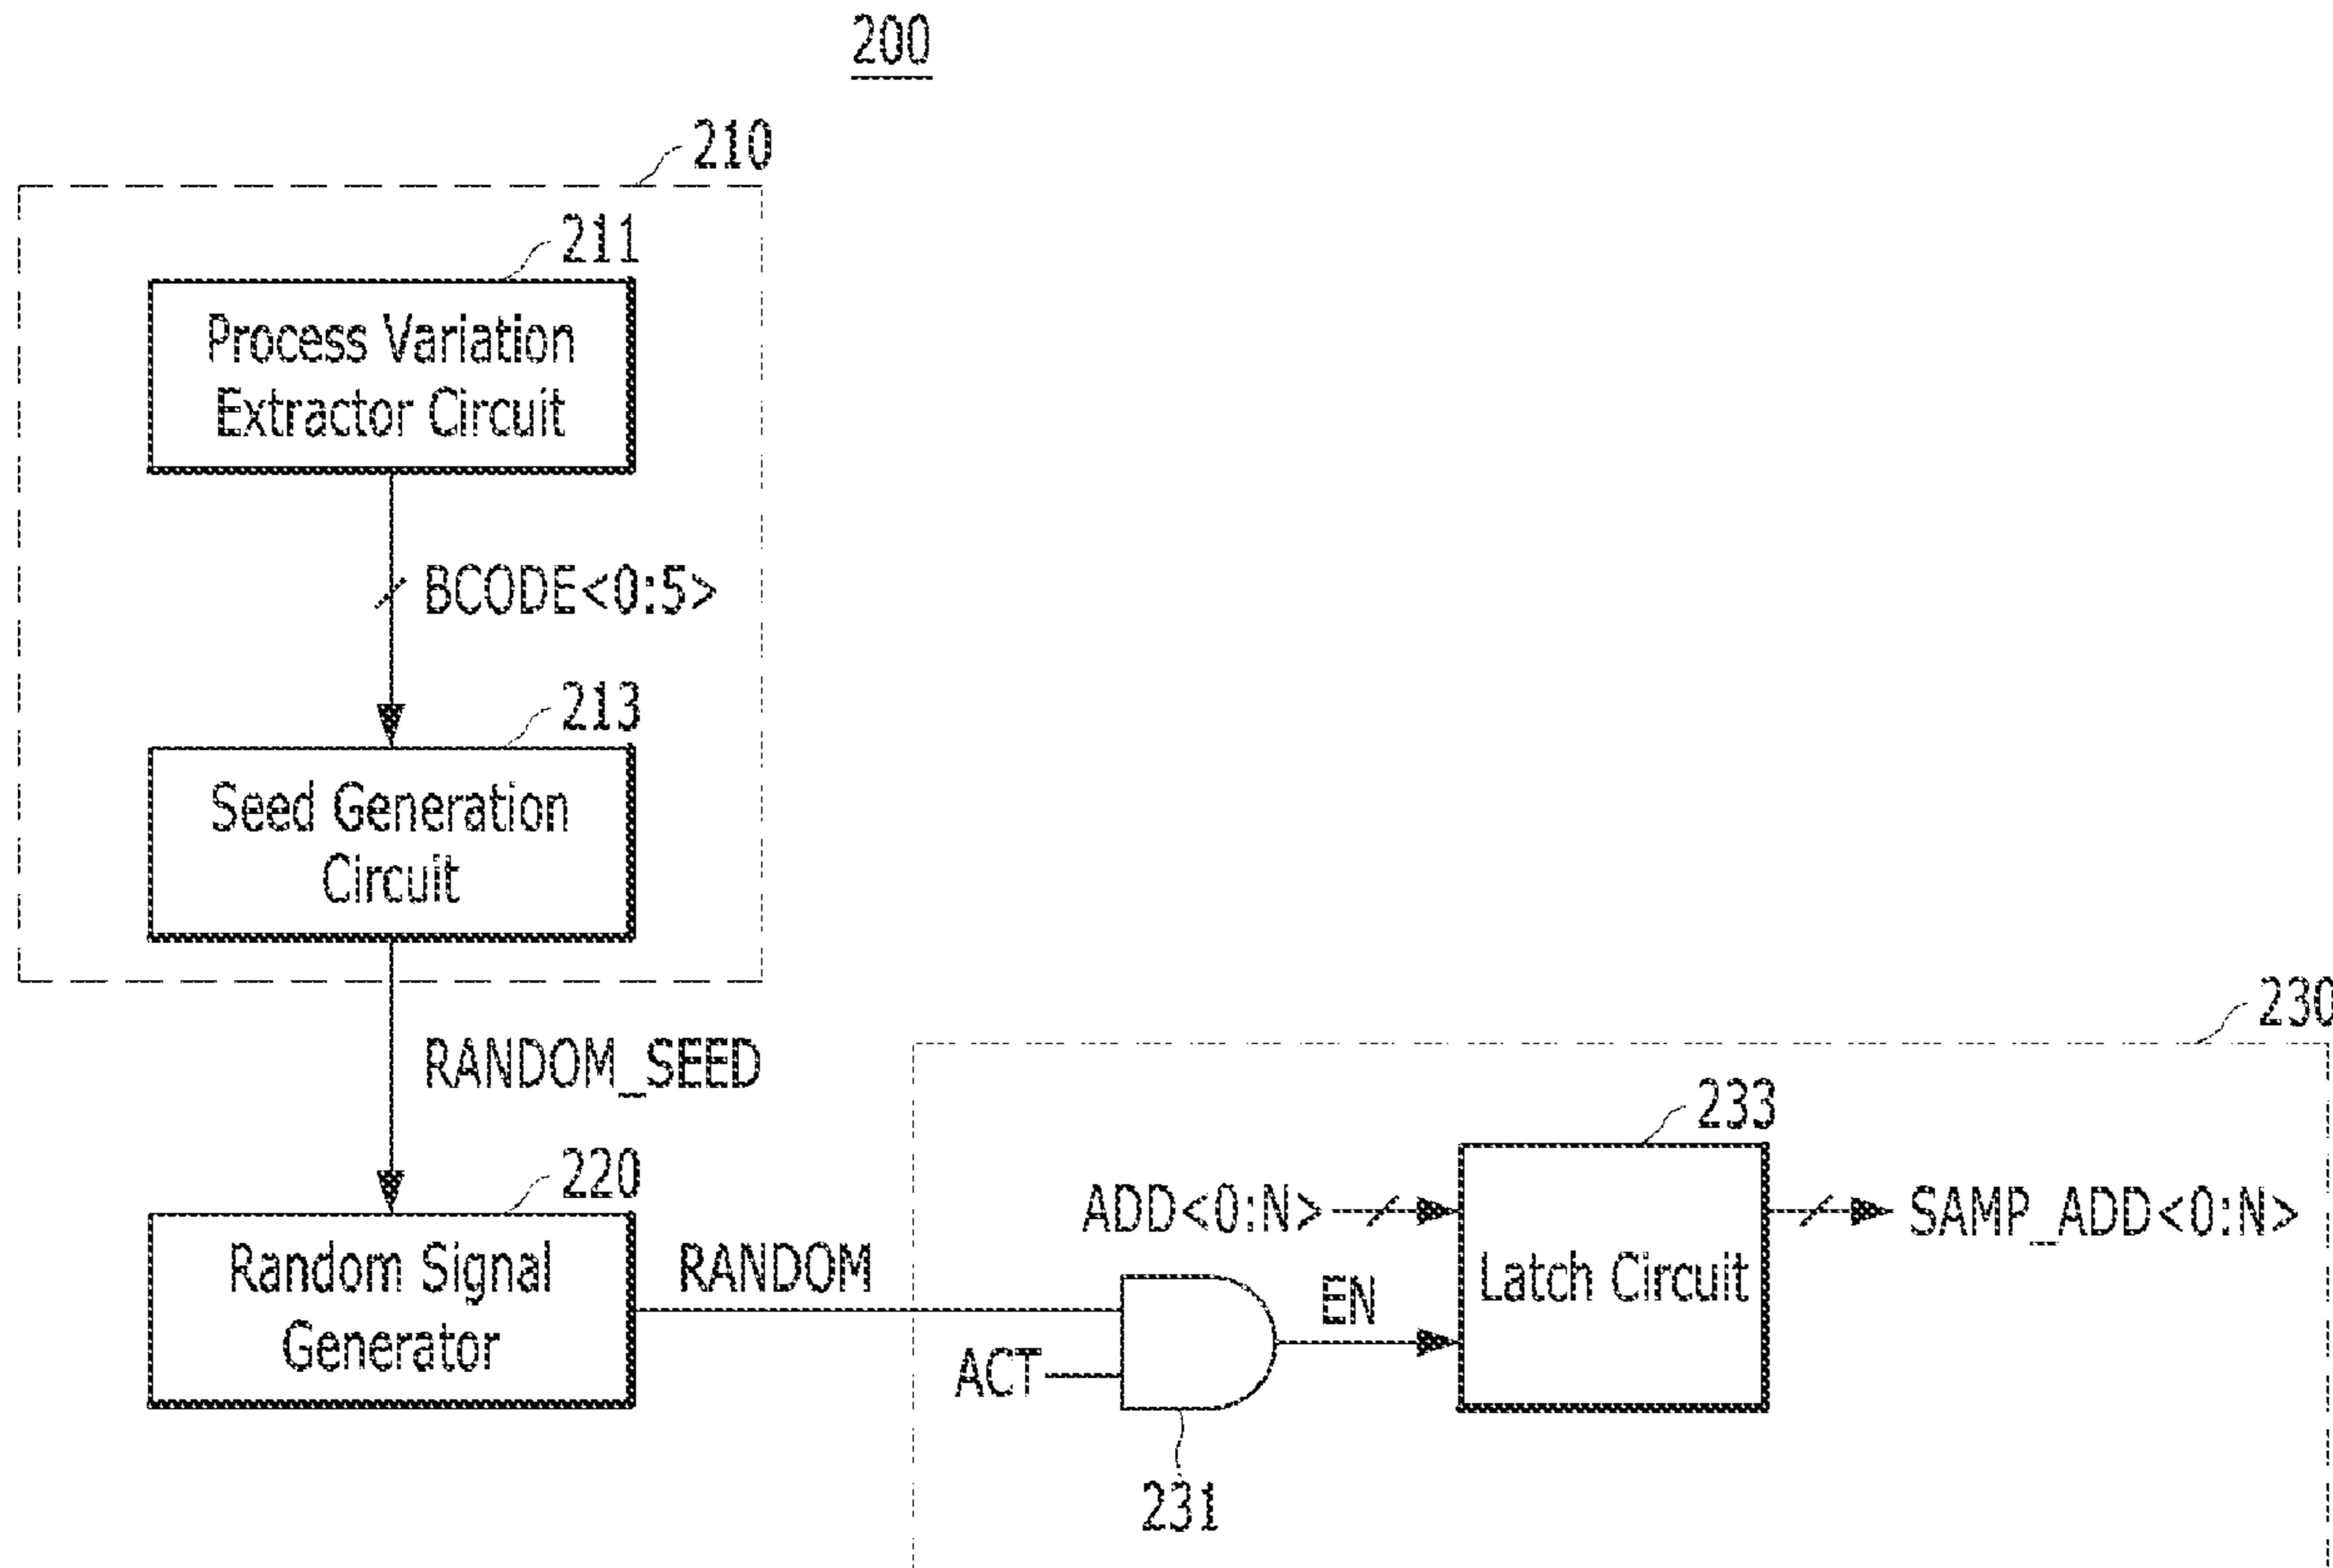 200
210
211
Process Variation
Extractor Circuit
BCODE<0:5>
213
Seed Generation
Circuit
RANDOM_SEED
230
233
220
ADD<0:N>
SAMP_ADD<0:N>
Random Signal
Generator
RANDOM
EN
Latch Circuit
ACT
231